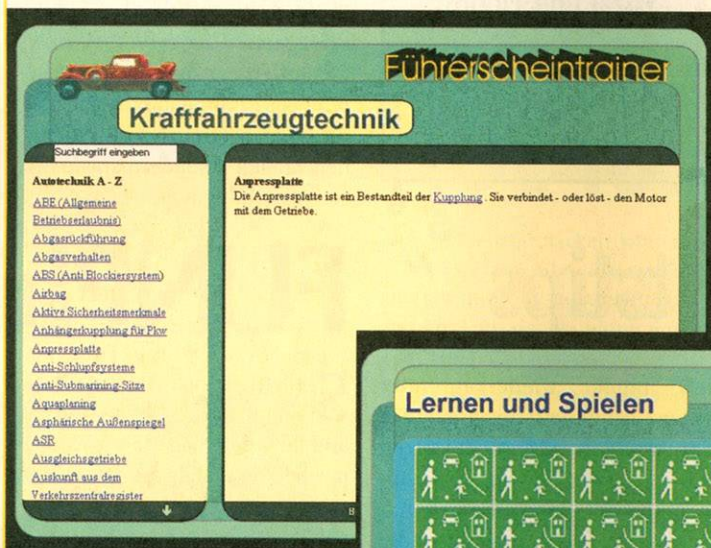 Führerscheintrainer
Kraftfahrzeugtechnik
Suchbegriff eingeben
Autotechnik A - Z
ABE (Allgemeine
Betriebserlaubnis)
Abgasrückführung
Abgasverhalten
ABS (Anti Blockiersystem)
Airbag
Aktive Sicherheitsmerkmale
Anhängerkupplung für Pkw
Anpressplatte
Anti-Schlupfsysteme
Anti-Submarining-Sitze
Aquaplaning
Asphärische Außenspiegel
ASR
Ausgleichsgetriebe
Auskunft aus dem
Verkehrszentralregister
Anpressplatte
Die Anpressplatte ist ein Bestandteil der Kupplung . Sie verbindet - oder löst - den Motor
mit dem Getriebe.
Lernen und Spielen